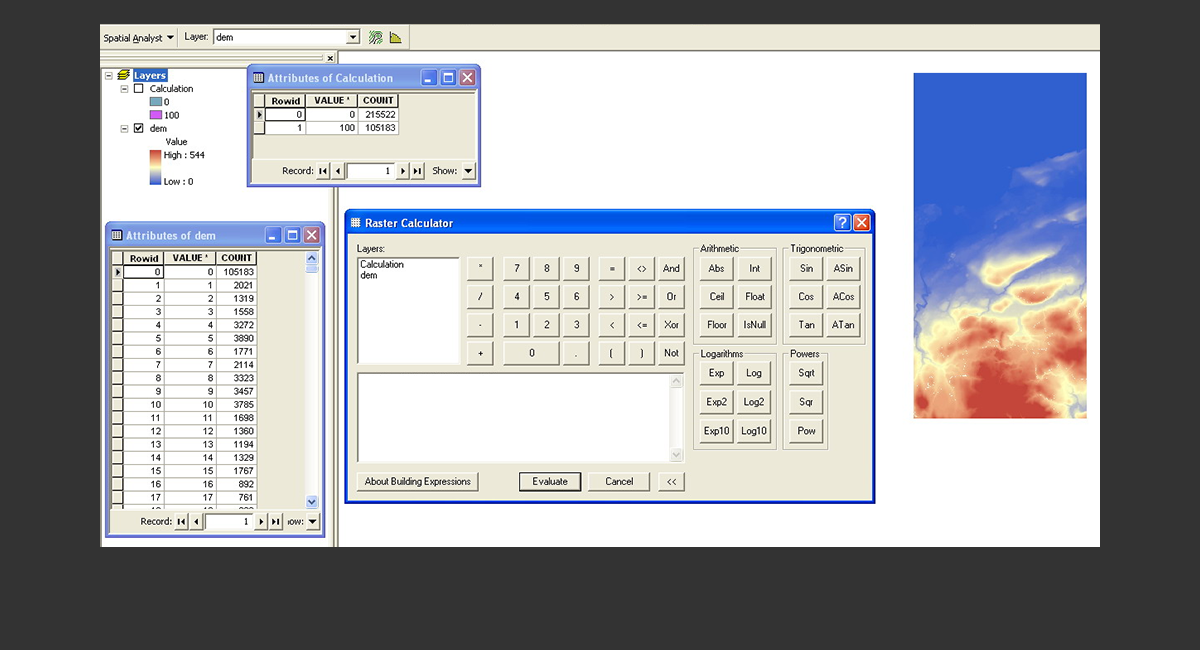 Spatial Analyst Layer: dem
Layers
Calculation
0
100
dem
Value
High : 544
Low : 0
Attributes of Calculation
Rowid VALUE * COUNT
0 0 215522
1 100 105183
Record: 1 Show:
Attributes of dem
Rowid VALUE * COUNT
0 0 105183
1 1 2021
2 2 1319
3 3 1558
4 4 3272
5 5 3890
6 6 1771
7 7 2114
8 8 3323
9 9 3457
10 10 3785
11 11 1698
12 12 1360
13 13 1194
14 14 1329
15 15 1767
16 16 892
17 17 761
Record: 1 ow:
Raster Calculator
Layers:
Calculation
dem
* 7 8 9 = <> And
/ 4 5 6 > >= Or
- 1 2 3 < <= Xor
+ 0 . ( ) Not
Arithmetic
Abs Int
Ceil Float
Floor IsNull
Trigonometric
Sin ASin
Cos ACos
Tan ATan
Logarithms
Exp Log
Exp2 Log2
Exp10 Log10
Powers
Sqrt
Sqr
Pow
About Building Expressions Evaluate Cancel <<